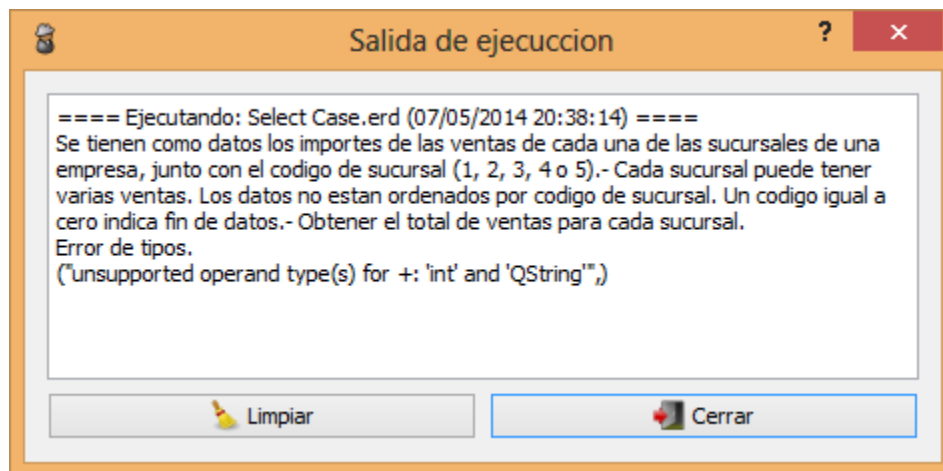 Salida de ejecuccion
?
==== Ejecutando: Select Case.erd (07/05/2014 20:38:14) ====
Se tienen como datos los importes de las ventas de cada una de las sucursales de una
empresa, junto con el codigo de sucursal (1, 2, 3, 4 o 5).- Cada sucursal puede tener
varias ventas. Los datos no estan ordenados por codigo de sucursal. Un codigo igual a
cero indica fin de datos.- Obtener el total de ventas para cada sucursal.
Error de tipos.
("unsupported operand type(s) for +: 'int' and 'QString'",)
Limpiar
Cerrar